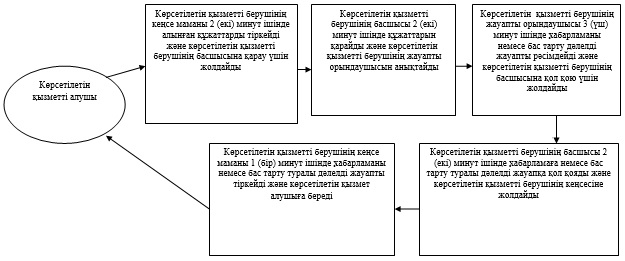 Көрсетілетін
қызметті алушы
Көрсетілетін қызметті берушінің
кеңсе маманы 2 (екі) минут ішінде
алынған құжаттарды тіркейді
және көрсетілетін қызметті
берушінің басшысына қарау үшін
жолдайды
Көрсетілетін қызметті
берушінің басшысы 2 (екі)
минут ішінде құжаттарын
қарайды және көрсетілетін
қызметті берушінің жауапты
орындаушысын анықтайды
Көрсетілетін қызметті берушінің
жауапты орындаушысы 3 (үш)
минут ішінде хабарламаны
немесе бас тарту дәлелді
жауапты рәсімдейді және
көрсетілетін қызметті берушінің
басшысына қол қою үшін
жолдайды
Көрсетілетін қызметті берушінің басшысы 2
(екі) минут ішінде хабарламаға немесе бас
тарту туралы дәлелді жауапқа қол қояды және
көрсетілетін қызметті берушінің кеңсесіне
жолдайды
Көрсетілетін қызметті берушінің кеңсе
маманы 1 (бір) минут ішінде хабарламаны
немесе бас тарту туралы дәлелді жауапты
тіркейді және көрсетілетін қызмет
алушыға береді